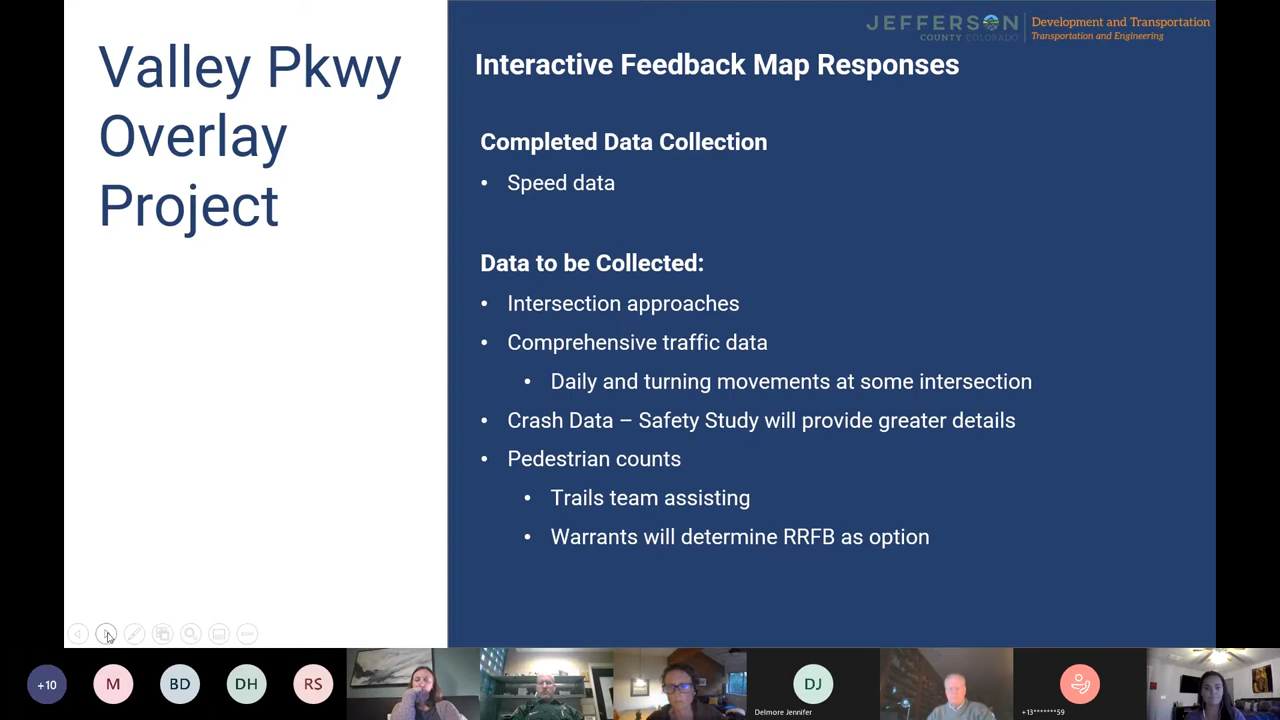 JEFFERSON
COUNTY COLORADO
Development and Transportation
Transportation and Engineering
Valley Pkwy
Overlay
Project
Interactive Feedback Map Responses
Completed Data Collection
• Speed data
Data to be Collected:
• Intersection approaches
• Comprehensive traffic data
• Daily and turning movements at some intersection
• Crash Data – Safety Study will provide greater details
• Pedestrian counts
• Trails team assisting
• Warrants will determine RRFB as option
+10
M
BD
DH
RS
DJ
Delmore Jennifer
+13*******59